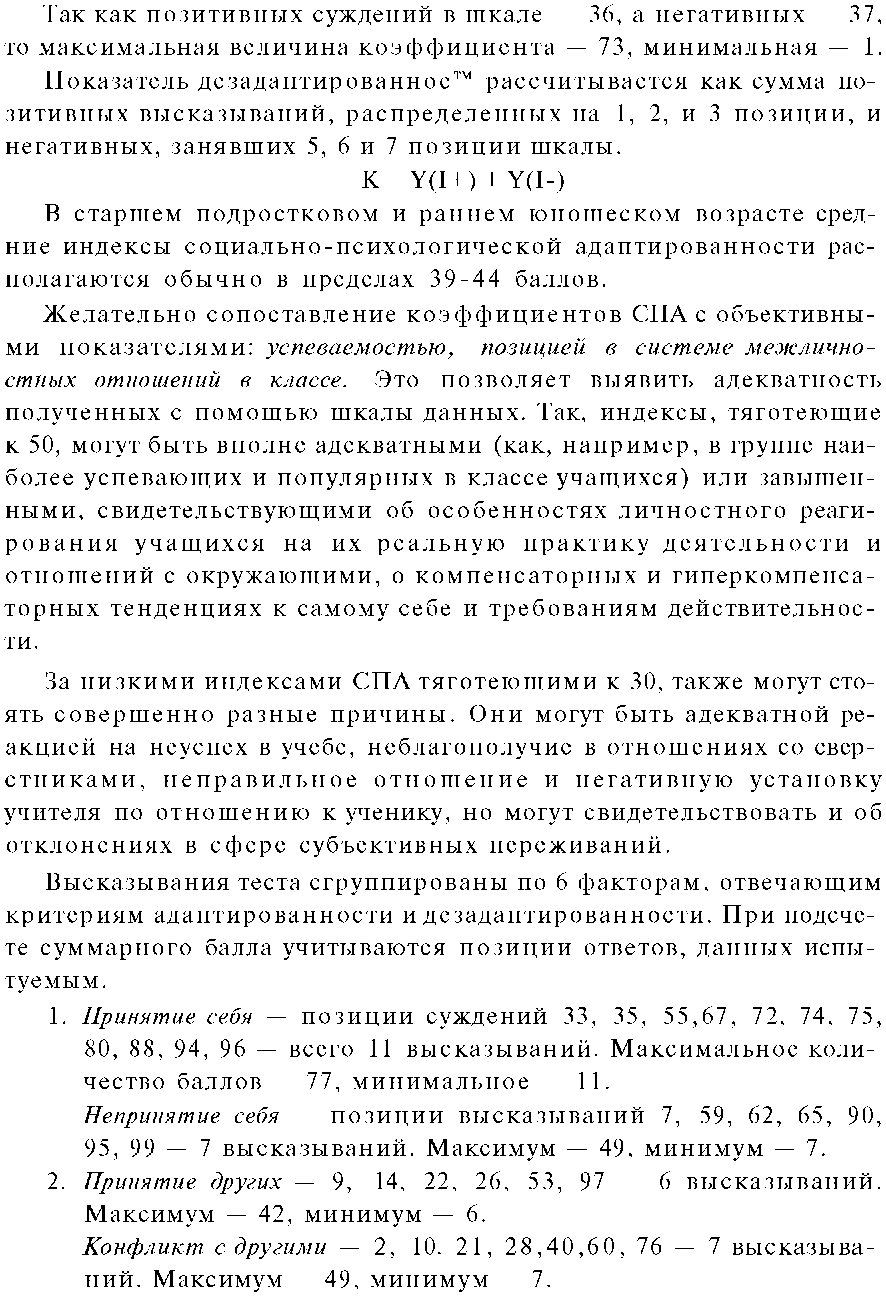 Так как позитивных суждений в шкале 36, а негативных 37,
то максимальная величина коэффициента — 73, минимальная — 1.
Показатель дезадаптированнос™ рассчитывается как сумма по-
зитивных высказываний, распределенных на 1, 2, и 3 позиции, и
негативных, занявших 5, 6 и 7 позиции шкалы.
K Y(I+) + Y(I-)
В старшем подростковом и раннем юношеском возрасте сред-
ние индексы социально-психологической адаптированности рас-
полагаются обычно в пределах 39-44 баллов.
Желательно сопоставление коэффициентов СПА с объективны-
ми показателями: успеваемостью, позицией в системе межлично-
стных отношений в классе. Это позволяет выявить адекватность
полученных с помощью шкалы данных. Так, индексы, тяготеющие
к 50, могут быть вполне адекватными (как, например, в группе наи-
более успевающих и популярных в классе учащихся) или завышен-
ными, свидетельствующими об особенностях личностного реаги-
рования учащихся на их реальную практику деятельности и
отношений с окружающими, о компенсаторных и гиперкомпенса-
торных тенденциях к самому себе и требованиям действительнос-
ти.
За низкими индексами СПА тяготеющими к 30, также могут сто-
ять совершенно разные причины. Они могут быть адекватной ре-
акцией на неуспех в учебе, неблагополучие в отношениях со свер-
стниками, неправильное отношение и негативную установку
учителя по отношению к ученику, но могут свидетельствовать и об
отклонениях в сфере субъективных переживаний.
Высказывания теста сгруппированы по 6 факторам, отвечающим
критериям адаптированности и дезадаптированности. При подсче-
те суммарного балла учитываются позиции ответов, данных испы-
туемым.
1. Принятие себя — позиции суждений 33, 35, 55,67, 72, 74, 75,
80, 88, 94, 96 — всего 11 высказываний. Максимальное коли-
чество баллов 77, минимальное 11.
Непринятие себя позиции высказываний 7, 59, 62, 65, 90,
95, 99 — 7 высказываний. Максимум — 49, минимум — 7.
2. Принятие других — 9, 14, 22, 26, 53, 97 6 высказываний.
Максимум — 42, минимум — 6.
Конфликт с другими — 2, 10. 21, 28,40,60, 76 — 7 высказыва-
ний. Максимум 49, минимум 7.